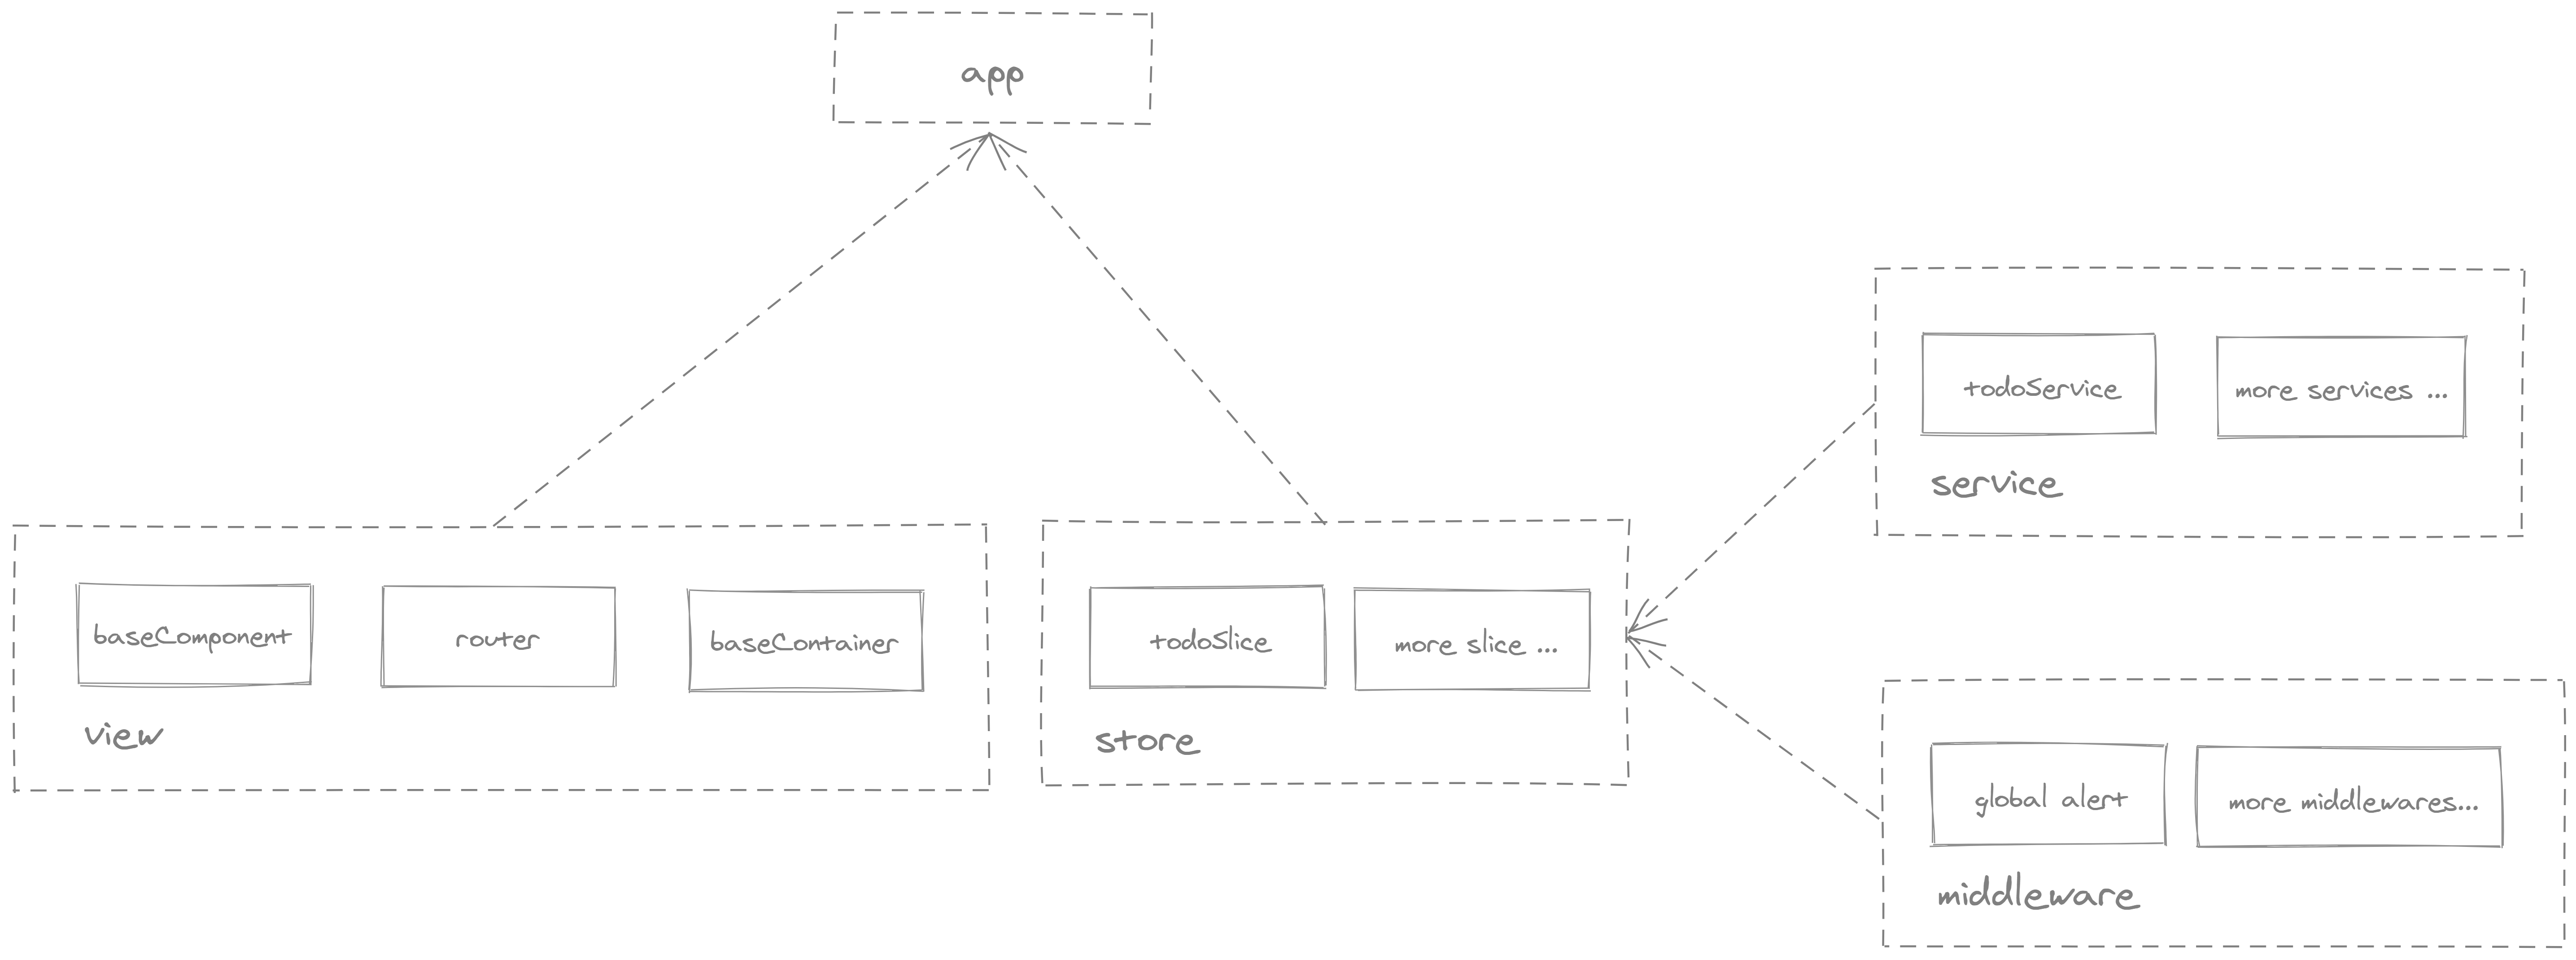 app
todoService
more services ...
service
baseComponent
router
baseContainer
view
todoSlice
more slice ...
store
global alert
more middlewares...
middleware